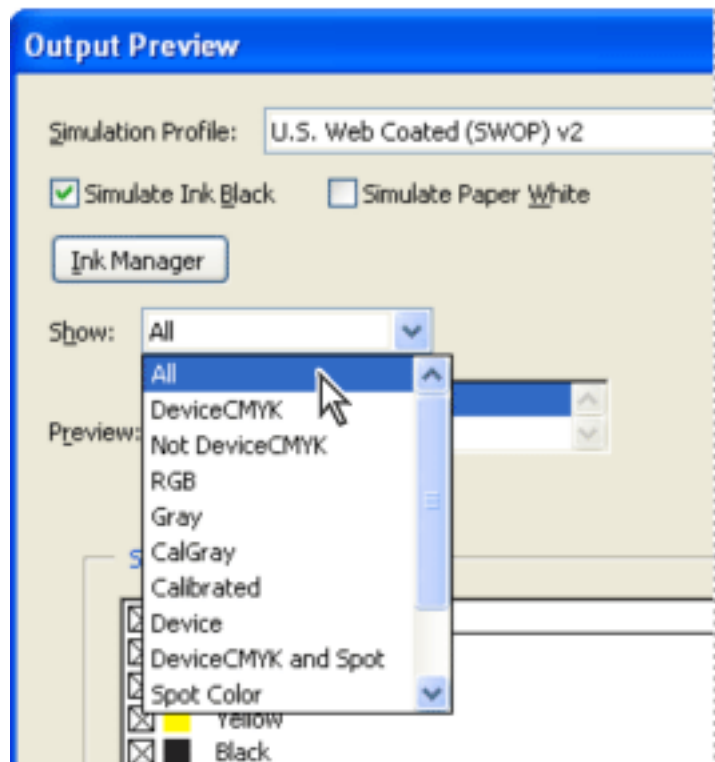 Output Preview
Simulation Profile: U.S. Web Coated (SWOP) v2
Simulate Ink Black Simulate Paper White
Ink Manager
Show: All
All
DeviceCMYK
Preview:
Not DeviceCMYK
RGB
Gray
CalGray
Calibrated
Device
DeviceCMYK and Spot
Spot Color
Yellow
Black